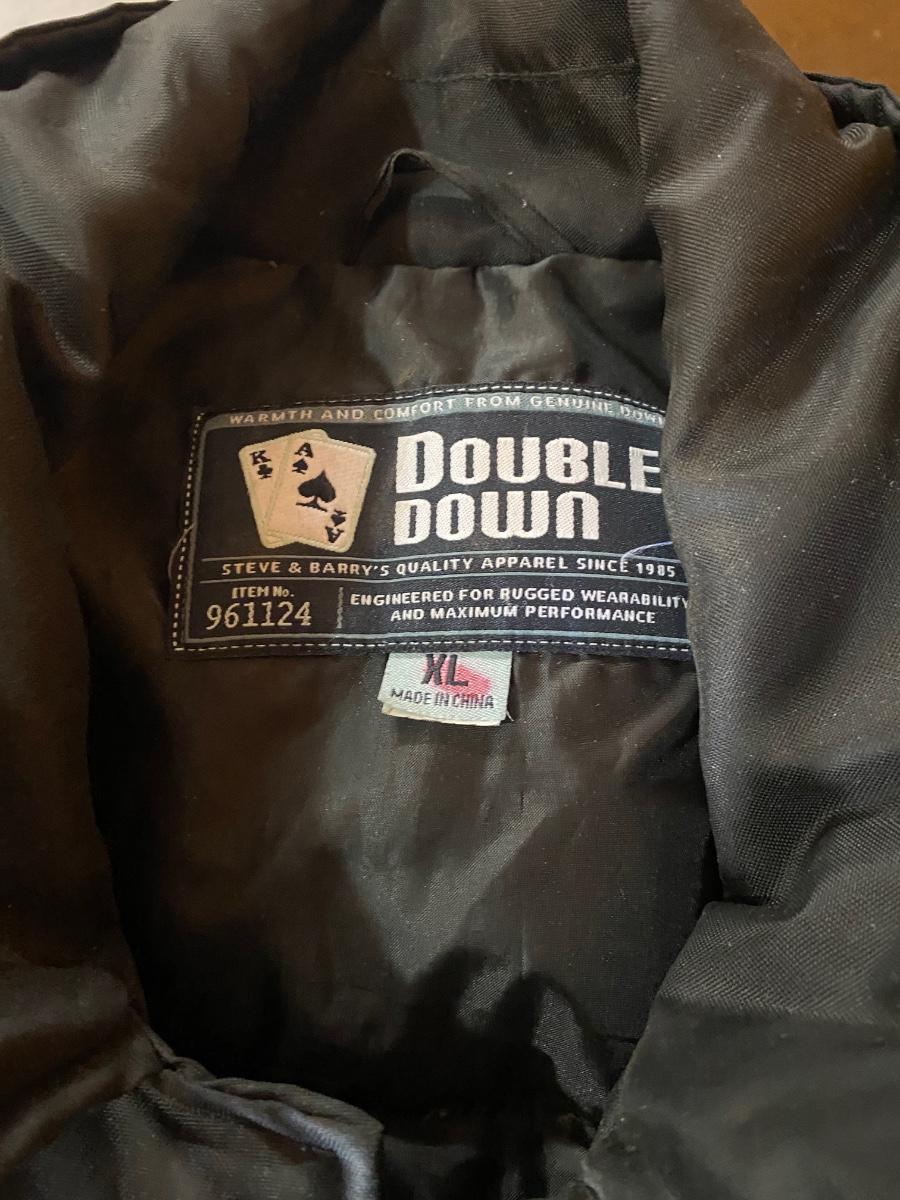 WARMTH AND COMFORT FROM GENUINE DOWN
K
A
A
DOUBLE
DOWN
STEVE & BARRY'S QUALITY APPAREL SINCE 1985
ITEM No.
961124
ENGINEERED FOR RUGGED WEARABILITY
AND MAXIMUM PERFORMANCE
XL
MADE IN CHINA